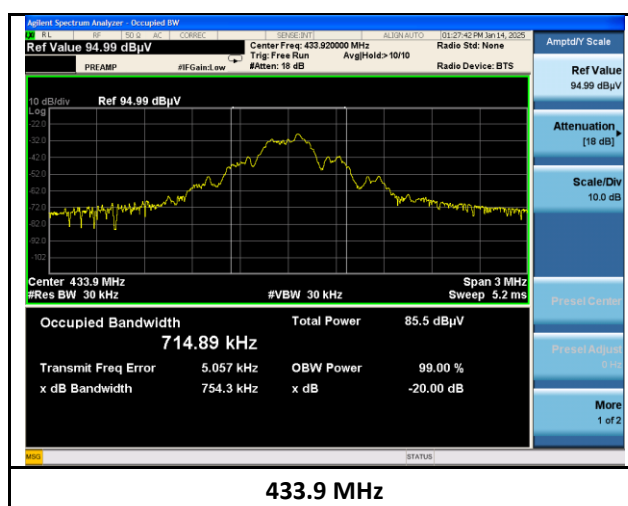 Agilent Spectrum Analyzer - Occupied BW
RL RF 50 Ω AC CORREC SENSE:INT ALIGN AUTO 01:27:42 PM Jan 14, 2025
Ref Value 94.99 dBµV Center Freq: 433.920000 MHz Radio Std: None
Trig: Free Run Avg|Hold:>10/10
PREAMP #IFGain:Low #Atten: 18 dB Radio Device: BTS
10 dB/div Ref 94.99 dBµV
Log
-22.0
-32.0
-42.0
-52.0
-62.0
-72.0
-82.0
-92.0
-102
Center 433.9 MHz Span 3 MHz
#Res BW 30 kHz #VBW 30 kHz Sweep 5.2 ms
Occupied Bandwidth Total Power 85.5 dBµV
714.89 kHz
Transmit Freq Error 5.057 kHz OBW Power 99.00 %
x dB Bandwidth 754.3 kHz x dB -20.00 dB
MSG STATUS
Amptd/Y Scale
Ref Value
94.99 dBµV
Attenuation
[18 dB]
Scale/Div
10.0 dB
Presel Center
Presel Adjust
0 Hz
More
1 of 2
433.9 MHz